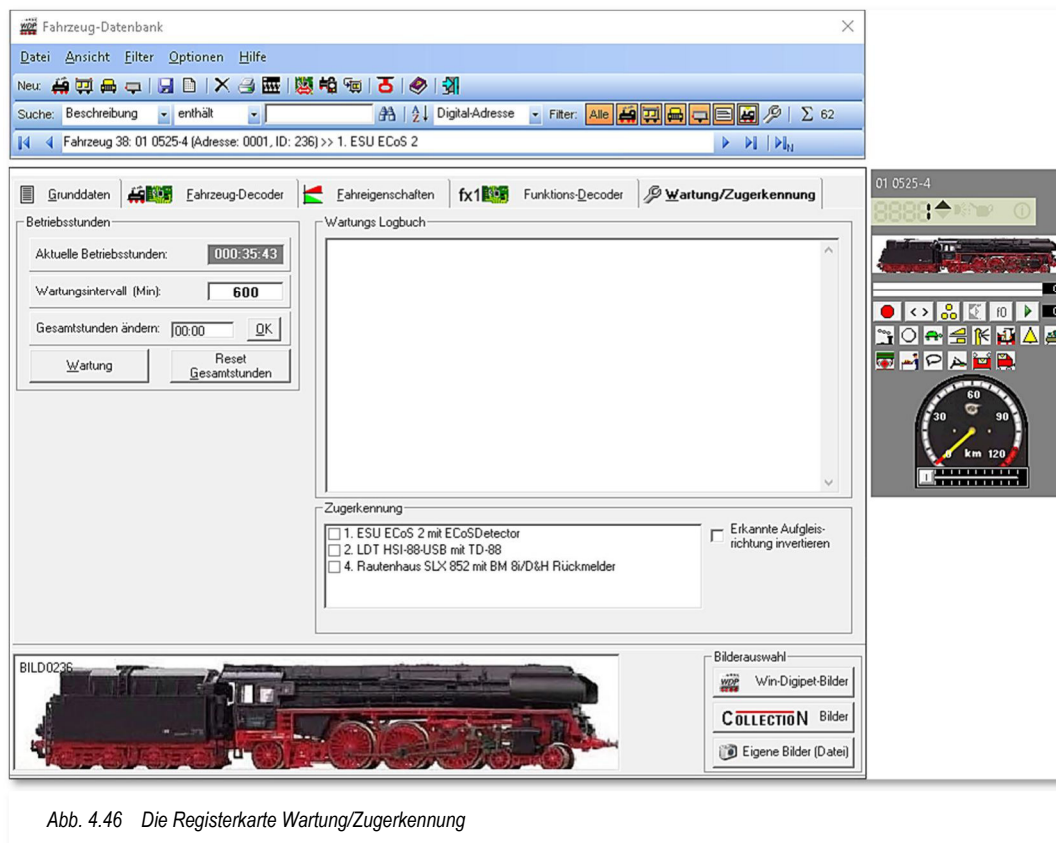 WDP Fahrzeug-Datenbank
Datei Ansicht Filter Optionen Hilfe
Neu:
Suche: Beschreibung enthält Digital-Adresse Filter: Alle Σ 62
Fahrzeug 38: 01 0525-4 (Adresse: 0001, ID: 236) >> 1. ESU ECoS 2
Grunddaten Fahrzeug-Decoder Fahreigenschaften fx1 Funktions-Decoder Wartung/Zugerkennung
Betriebsstunden
Aktuelle Betriebsstunden: 000:35:43
Wartungsintervall (Min): 600
Gesamtstunden ändern: 00:00 OK
Wartung
Reset
Gesamtstunden
Wartungs Logbuch
Zugerkennung
1. ESU ECoS 2 mit ECoSDetector
2. LDT HSI-88-USB mit TD-88
4. Rautenhaus SLX 852 mit BM 8i/D&H Rückmelder
Erkannte Aufgleis-
richtung invertieren
BILD0236
Bilderauswahl
WDP Win-Digipet-Bilder
COLLECTION Bilder
Eigene Bilder (Datei)
01 0525-4
f0
30 60 90
0 km 120
Abb. 4.46 Die Registerkarte Wartung/Zugerkennung